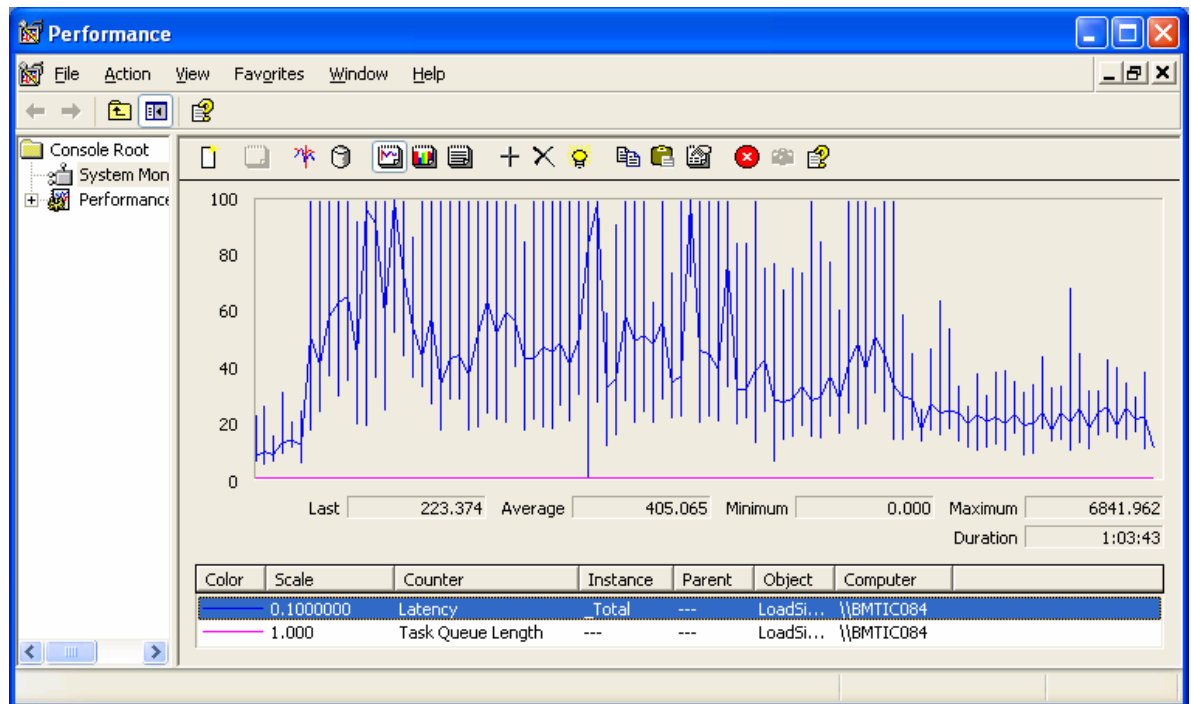 Performance
File Action View Favorites Window Help
Console Root
System Mon
Performance
100
80
60
40
20
0
Last 223.374 Average 405.065 Minimum 0.000 Maximum 6841.962
Duration 1:03:43
Color Scale Counter Instance Parent Object Computer
0.1000000 Latency _Total --- LoadSi... \\BMTIC084
1.000 Task Queue Length --- --- LoadSi... \\BMTIC084